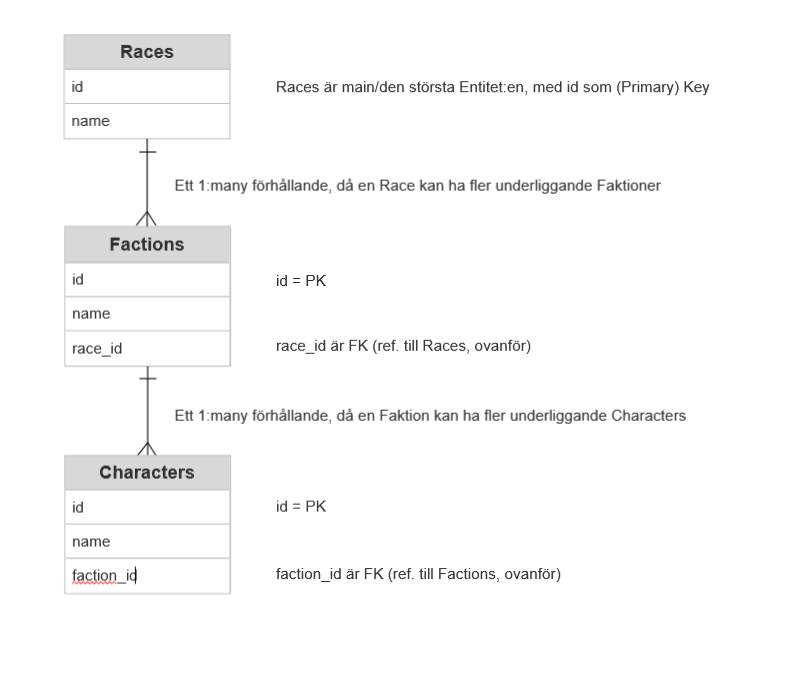 Races
id
Races är main/den största Entitet:en, med id som (Primary) Key
name
Ett 1:many förhållande, då en Race kan ha fler underliggande Faktioner
Factions
id
id = PK
name
race_id
race_id är FK (ref. till Races, ovanför)
Ett 1:many förhållande, då en Faktion kan ha fler underliggande Characters
Characters
id
id = PK
name
faction_id
faction_id är FK (ref. till Factions, ovanför)